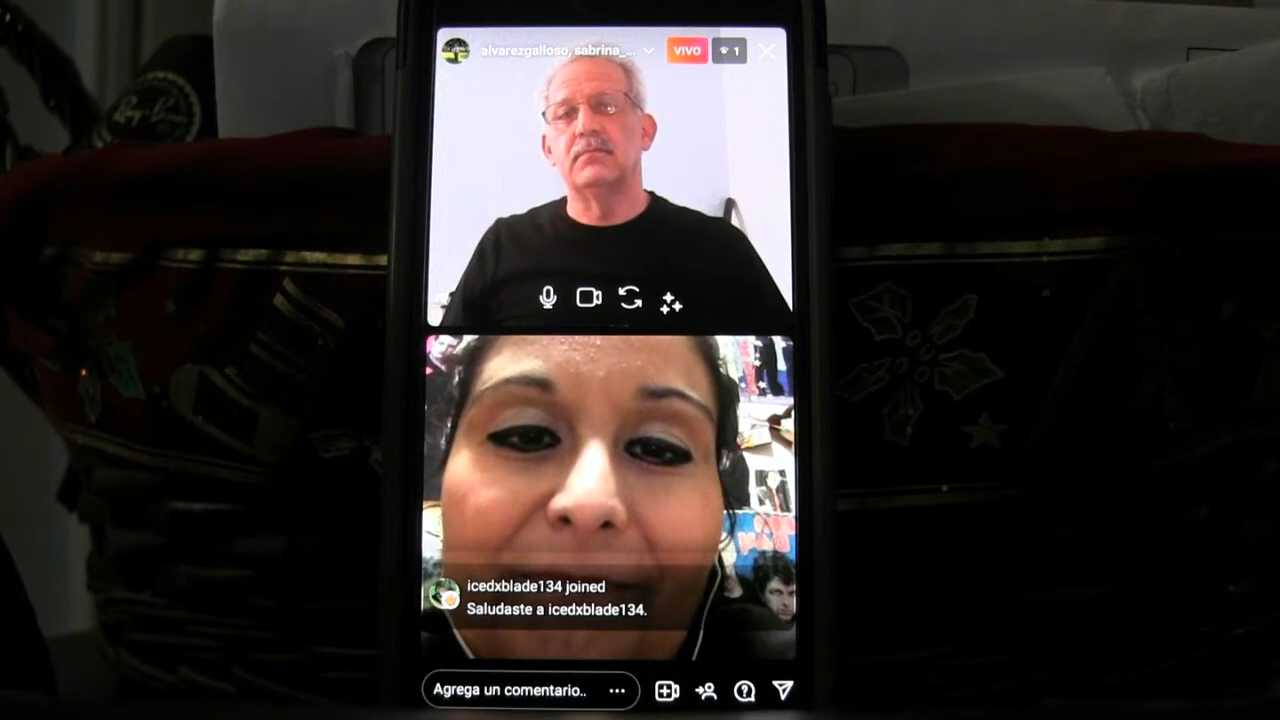 alvarezgalloso, sabrina_...
VIVO
1
icedxblade134 joined
Saludaste a icedxblade134.
Agrega un comentario..